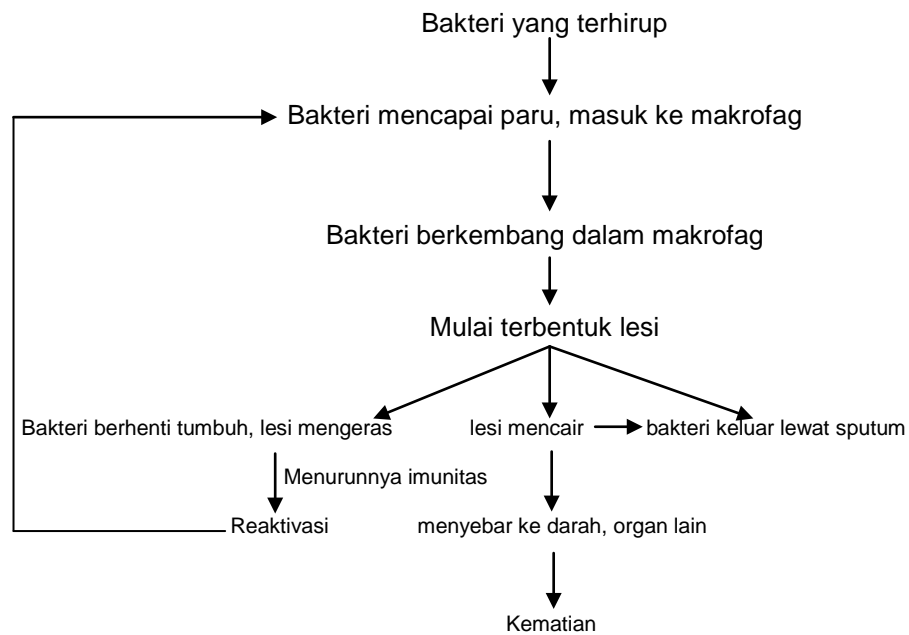 Bakteri yang terhirup
Bakteri mencapai paru, masuk ke makrofag
Bakteri berkembang dalam makrofag
Mulai terbentuk lesi
Bakteri berhenti tumbuh, lesi mengeras
lesi mencair
bakteri keluar lewat sputum
Menurunnya imunitas
Reaktivasi
menyebar ke darah, organ lain
Kematian